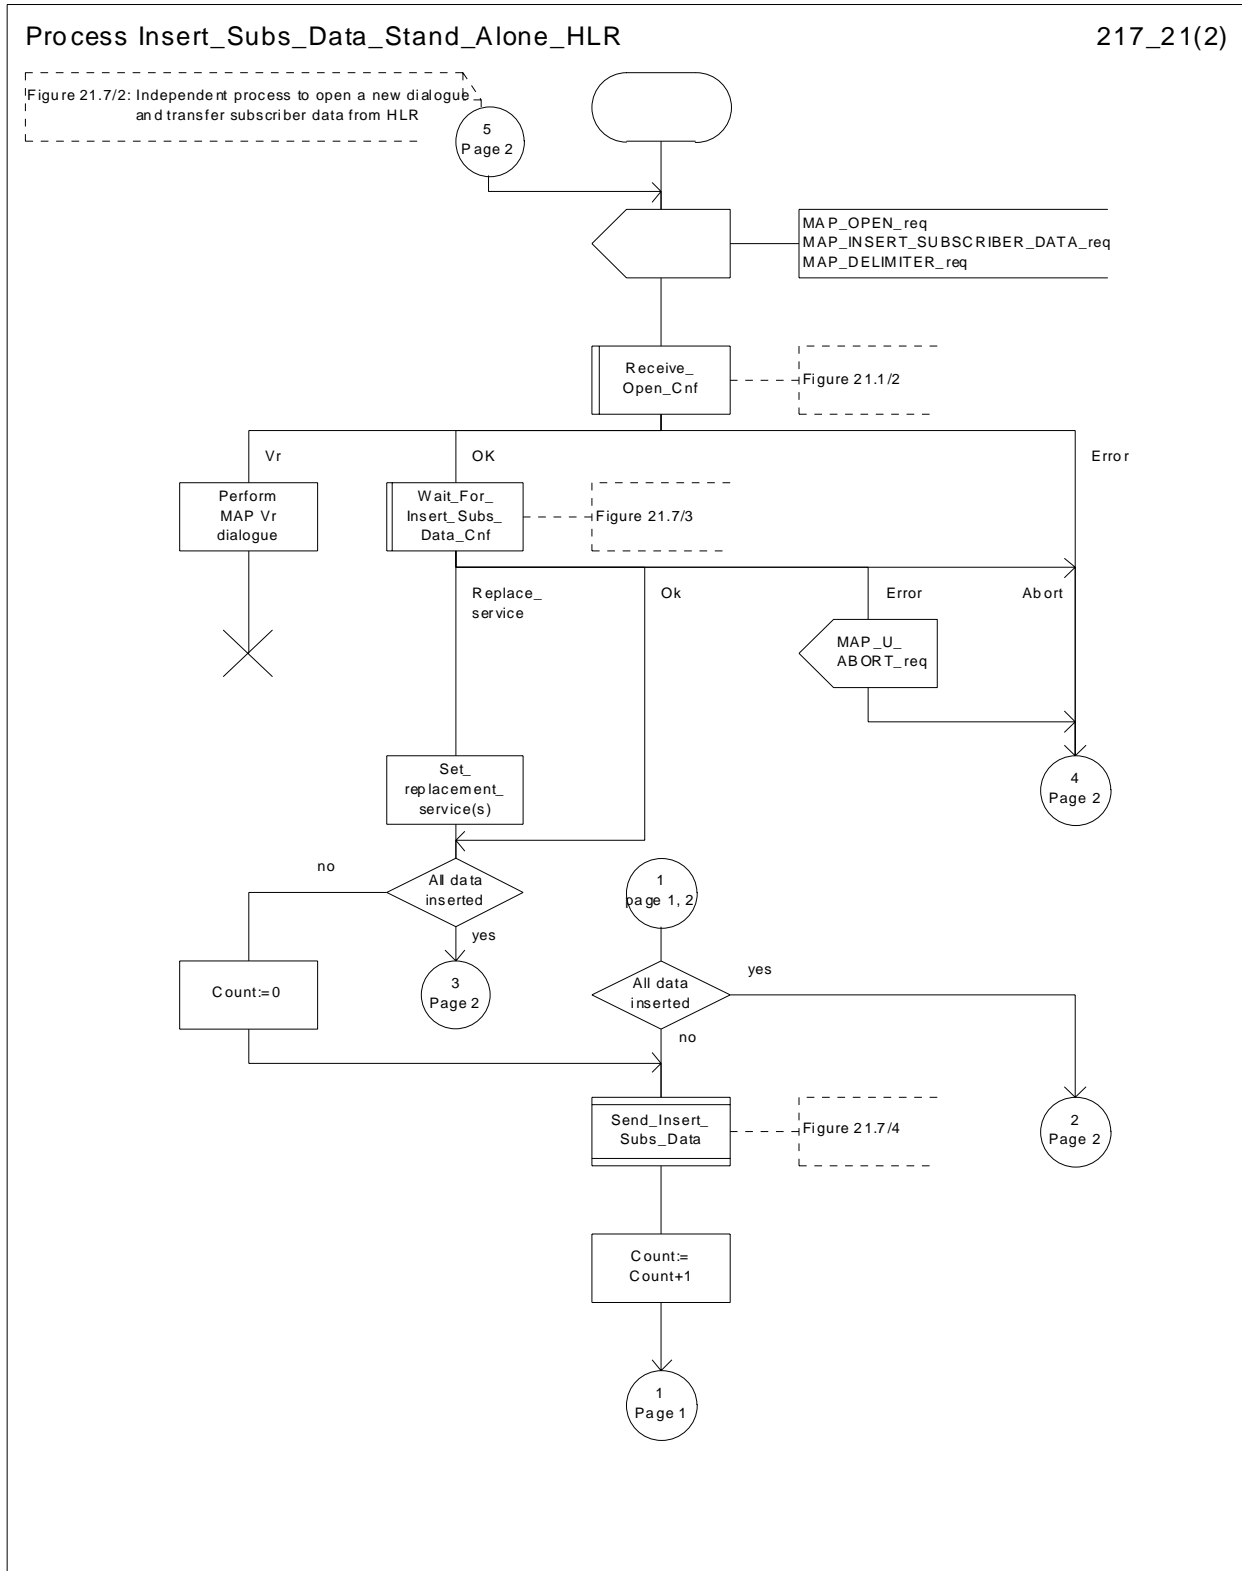 Process Insert_Subs_Data_Stand_Alone_HLR
217_21(2)
Figure 21.7/2: Independent process to open a new dialogue
and transfer subscriber data from HLR
5
Page 2
MAP_OPEN_req
MAP_INSERT_SUBSCRIBER_DATA_req
MAP_DELIMITER_req
Receive_
Open_Cnf
Figure 21.1/2
Vr
OK
Error
Perform
MAP Vr
dialogue
Wait_For_
Insert_Subs_
Data_Cnf
Figure 21.7/3
Replace_
service
Ok
Error
Abort
MAP_U_
ABORT_req
Set_
replacement_
service(s)
4
Page 2
no
All data
inserted
yes
1
page 1, 2
Count:=0
3
Page 2
All data
inserted
yes
no
Send_Insert_
Subs_Data
Figure 21.7/4
2
Page 2
Count:=
Count+1
1
Page 1